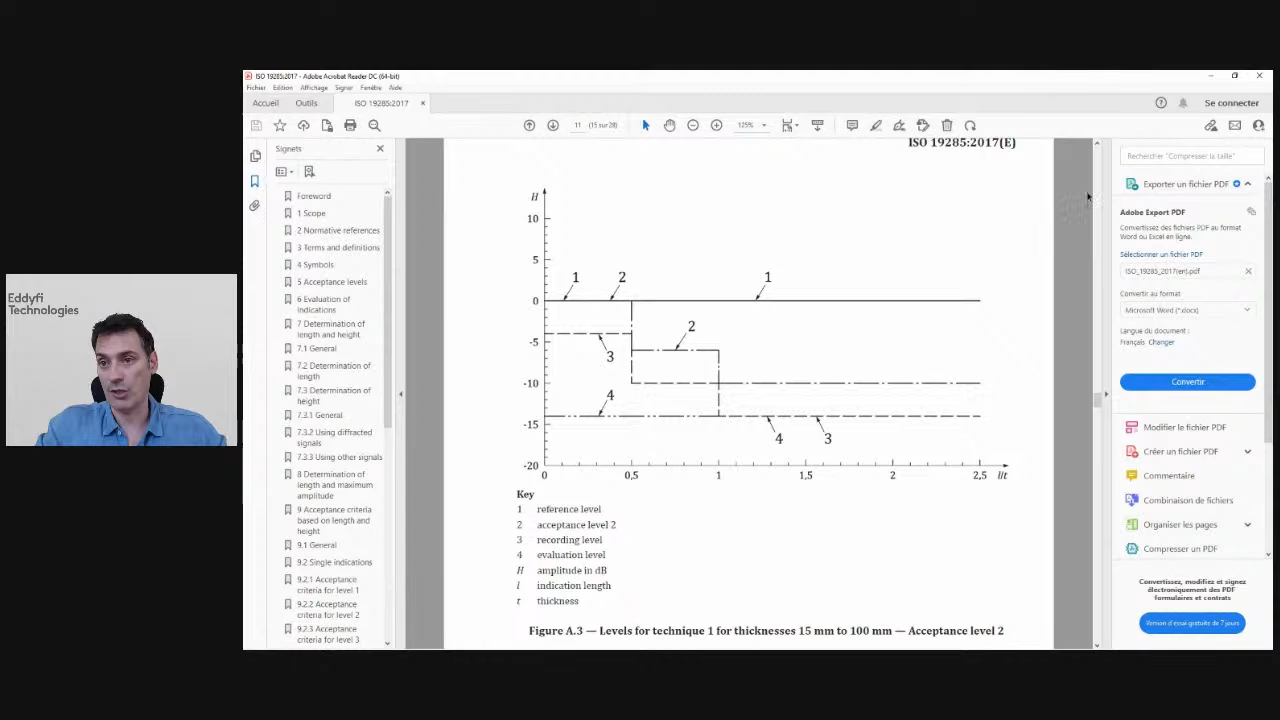 ISO 19285:2017 - Adobe Acrobat Reader DC (64-bit)
Fichier Edition Affichage Signer Fenêtre Aide
Accueil Outils ISO 19285:2017 × Se connecter
11 (15 sur 28) 125%
Signets
Foreword
1 Scope
2 Normative references
3 Terms and definitions
4 Symbols
5 Acceptance levels
6 Evaluation of
indications
7 Determination of
length and height
7.1 General
7.2 Determination of
length
7.3 Determination of
height
7.3.1 General
7.3.2 Using diffracted
signals
7.3.3 Using other signals
8 Determination of
length and maximum
amplitude
9 Acceptance criteria
based on length and
height
9.1 General
9.2 Single indications
9.2.1 Acceptance
criteria for level 1
9.2.2 Acceptance
criteria for level 2
9.2.3 Acceptance
criteria for level 3
Eddyfi
Technologies
ISO 19285:2017(E)
H
10
5
0
-5
-10
-15
-20
1 2 1
2
3
4
4 3
0 0,5 1 1,5 2 2,5 l/t
Key
1 reference level
2 acceptance level 2
3 recording level
4 evaluation level
H amplitude in dB
l indication length
t thickness
Figure A.3 — Levels for technique 1 for thicknesses 15 mm to 100 mm — Acceptance level 2
Rechercher "Compresser la taille"
Exporter un fichier PDF
Adobe Export PDF
Convertissez des fichiers PDF au format
Word ou Excel en ligne.
Sélectionner un fichier PDF
ISO_19285_2017(en).pdf
Convertir au format
Microsoft Word (*.docx)
Langue du document :
Français Changer
Convertir
Modifier le fichier PDF
Créer un fichier PDF
Commentaire
Combinaison de fichiers
Organiser les pages
Compresser un PDF
Convertissez, modifiez et signez
électroniquement des PDF
formulaires et contrats
Version d'essai gratuite de 7 jours